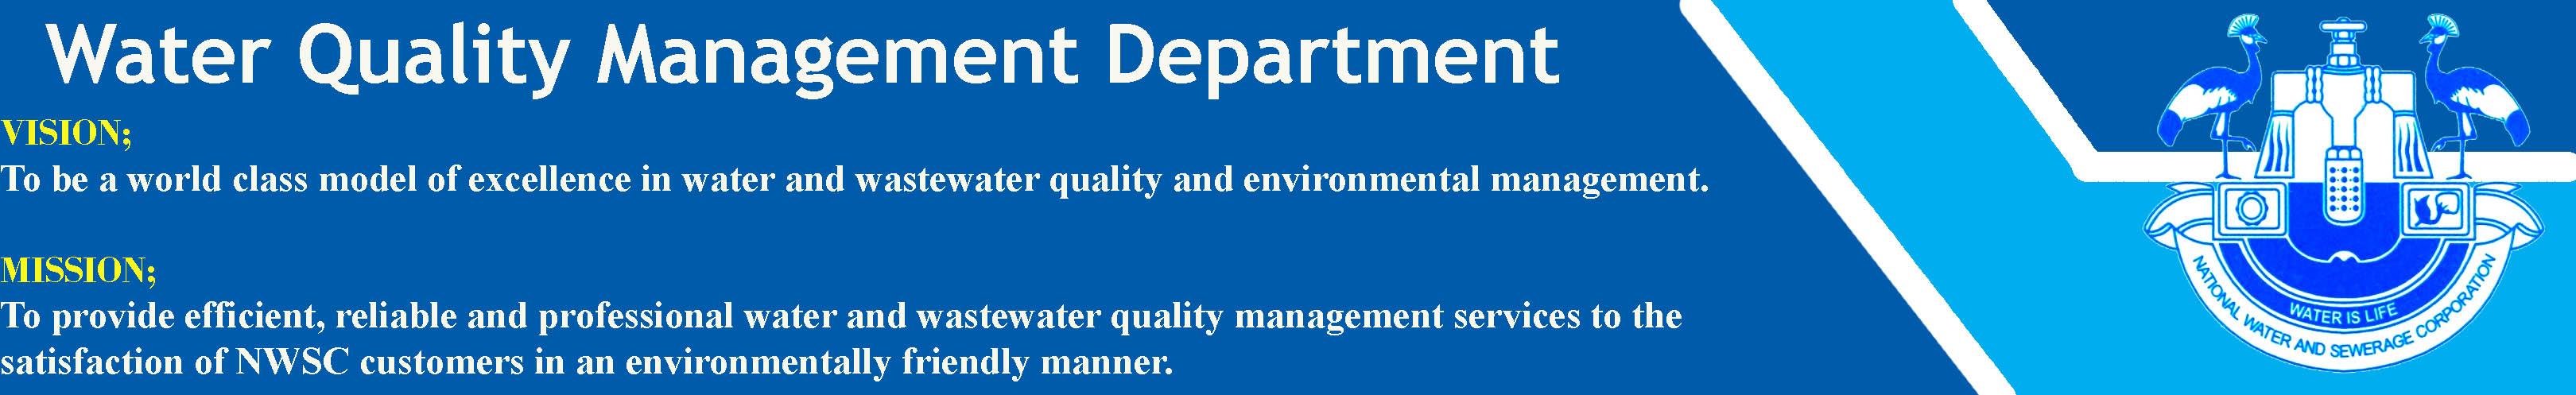 Water Quality Management Department
VISION;
To be a world class model of excellence in water and wastewater quality and environmental management.
MISSION;
To provide efficient, reliable and professional water and wastewater quality management services to the
satisfaction of NWSC customers in an environmentally friendly manner.
WATER IS LIFE
NATIONAL WATER AND SEWERAGE CORPORATION